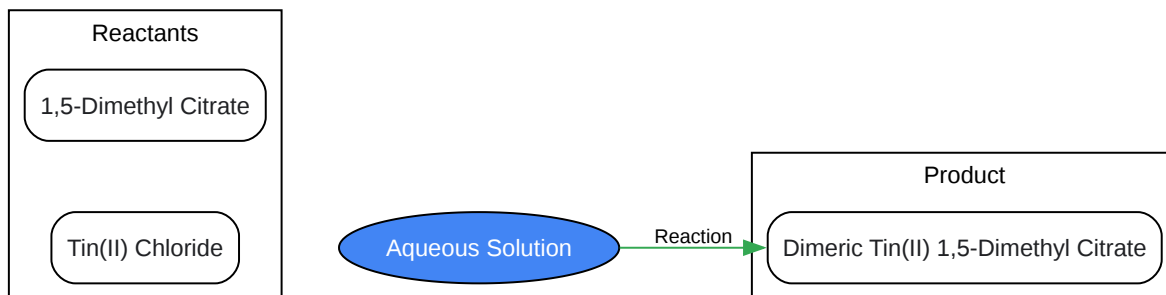 Reactants
1,5-Dimethyl Citrate
Tin(II) Chloride
Aqueous Solution
Reaction
Product
Dimeric Tin(II) 1,5-Dimethyl Citrate